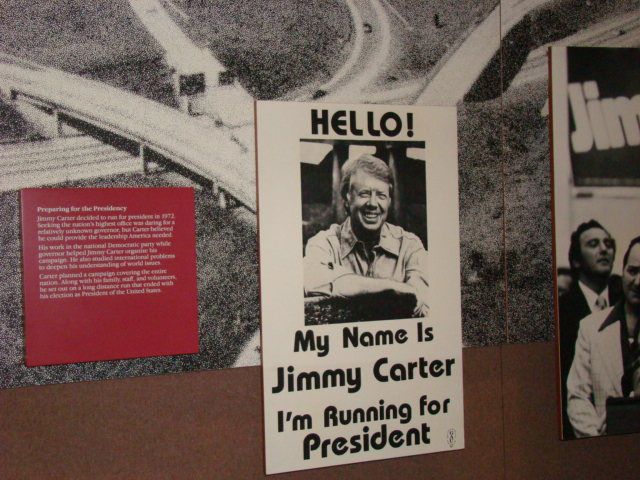 Preparing for the Presidency
Jimmy Carter decided to run for president in 1972.
Seeking the nation's highest office was daring for a
relatively unknown governor, but Carter believed
he could provide the leadership America needed.
His work in the national Democratic party while
governor helped Jimmy Carter organize his
campaign. He also studied international problems
to deepen his understanding of world issues.
Carter planned a campaign covering the entire
nation. Along with his family, staff, and volunteers,
he set out on a long distance run that ended with
his election as President of the United States.
HELLO!
My Name Is
Jimmy Carter
I'm Running for
President
Jimm